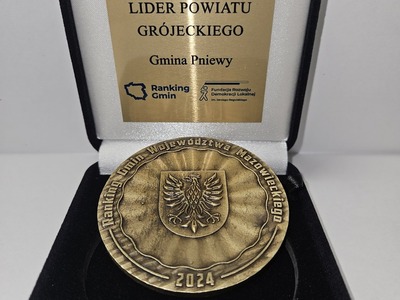 LIDER POWIATU
GRÓJECKIEGO
Gmina Pniewy
Ranking
Gmin
Fundacja Rozwoju
Demokracji Lokalnej
Ranking Gmin Województwa Mazowieckiego
2024